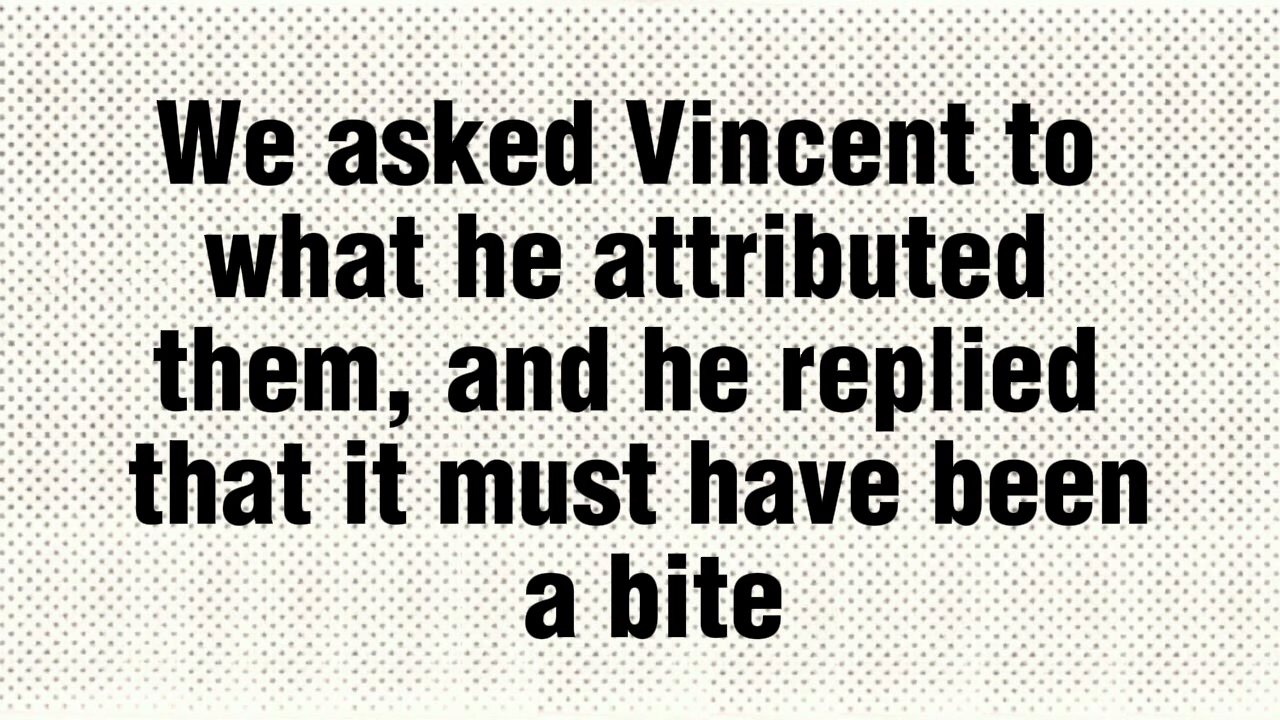 We asked Vincent to
what he attributed
them, and he replied
that it must have been
a bite